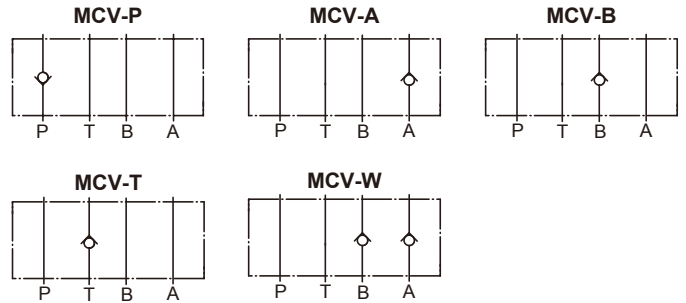 MCV-P MCV-A MCV-B
P T B A P T B A P T B A
MCV-T MCV-W
P T B A P T B A